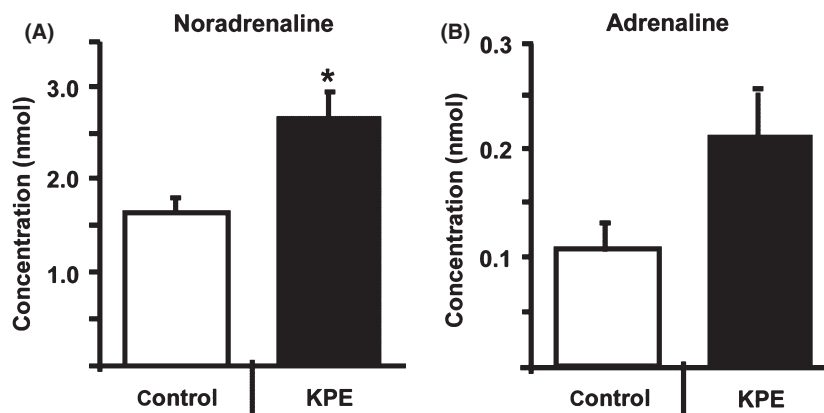 (A) Noradrenaline
Concentration (nmol)
3.0
2.0
1.0
*
Control KPE
(B) Adrenaline
Concentration (nmol)
0.3
0.2
0.1
Control KPE